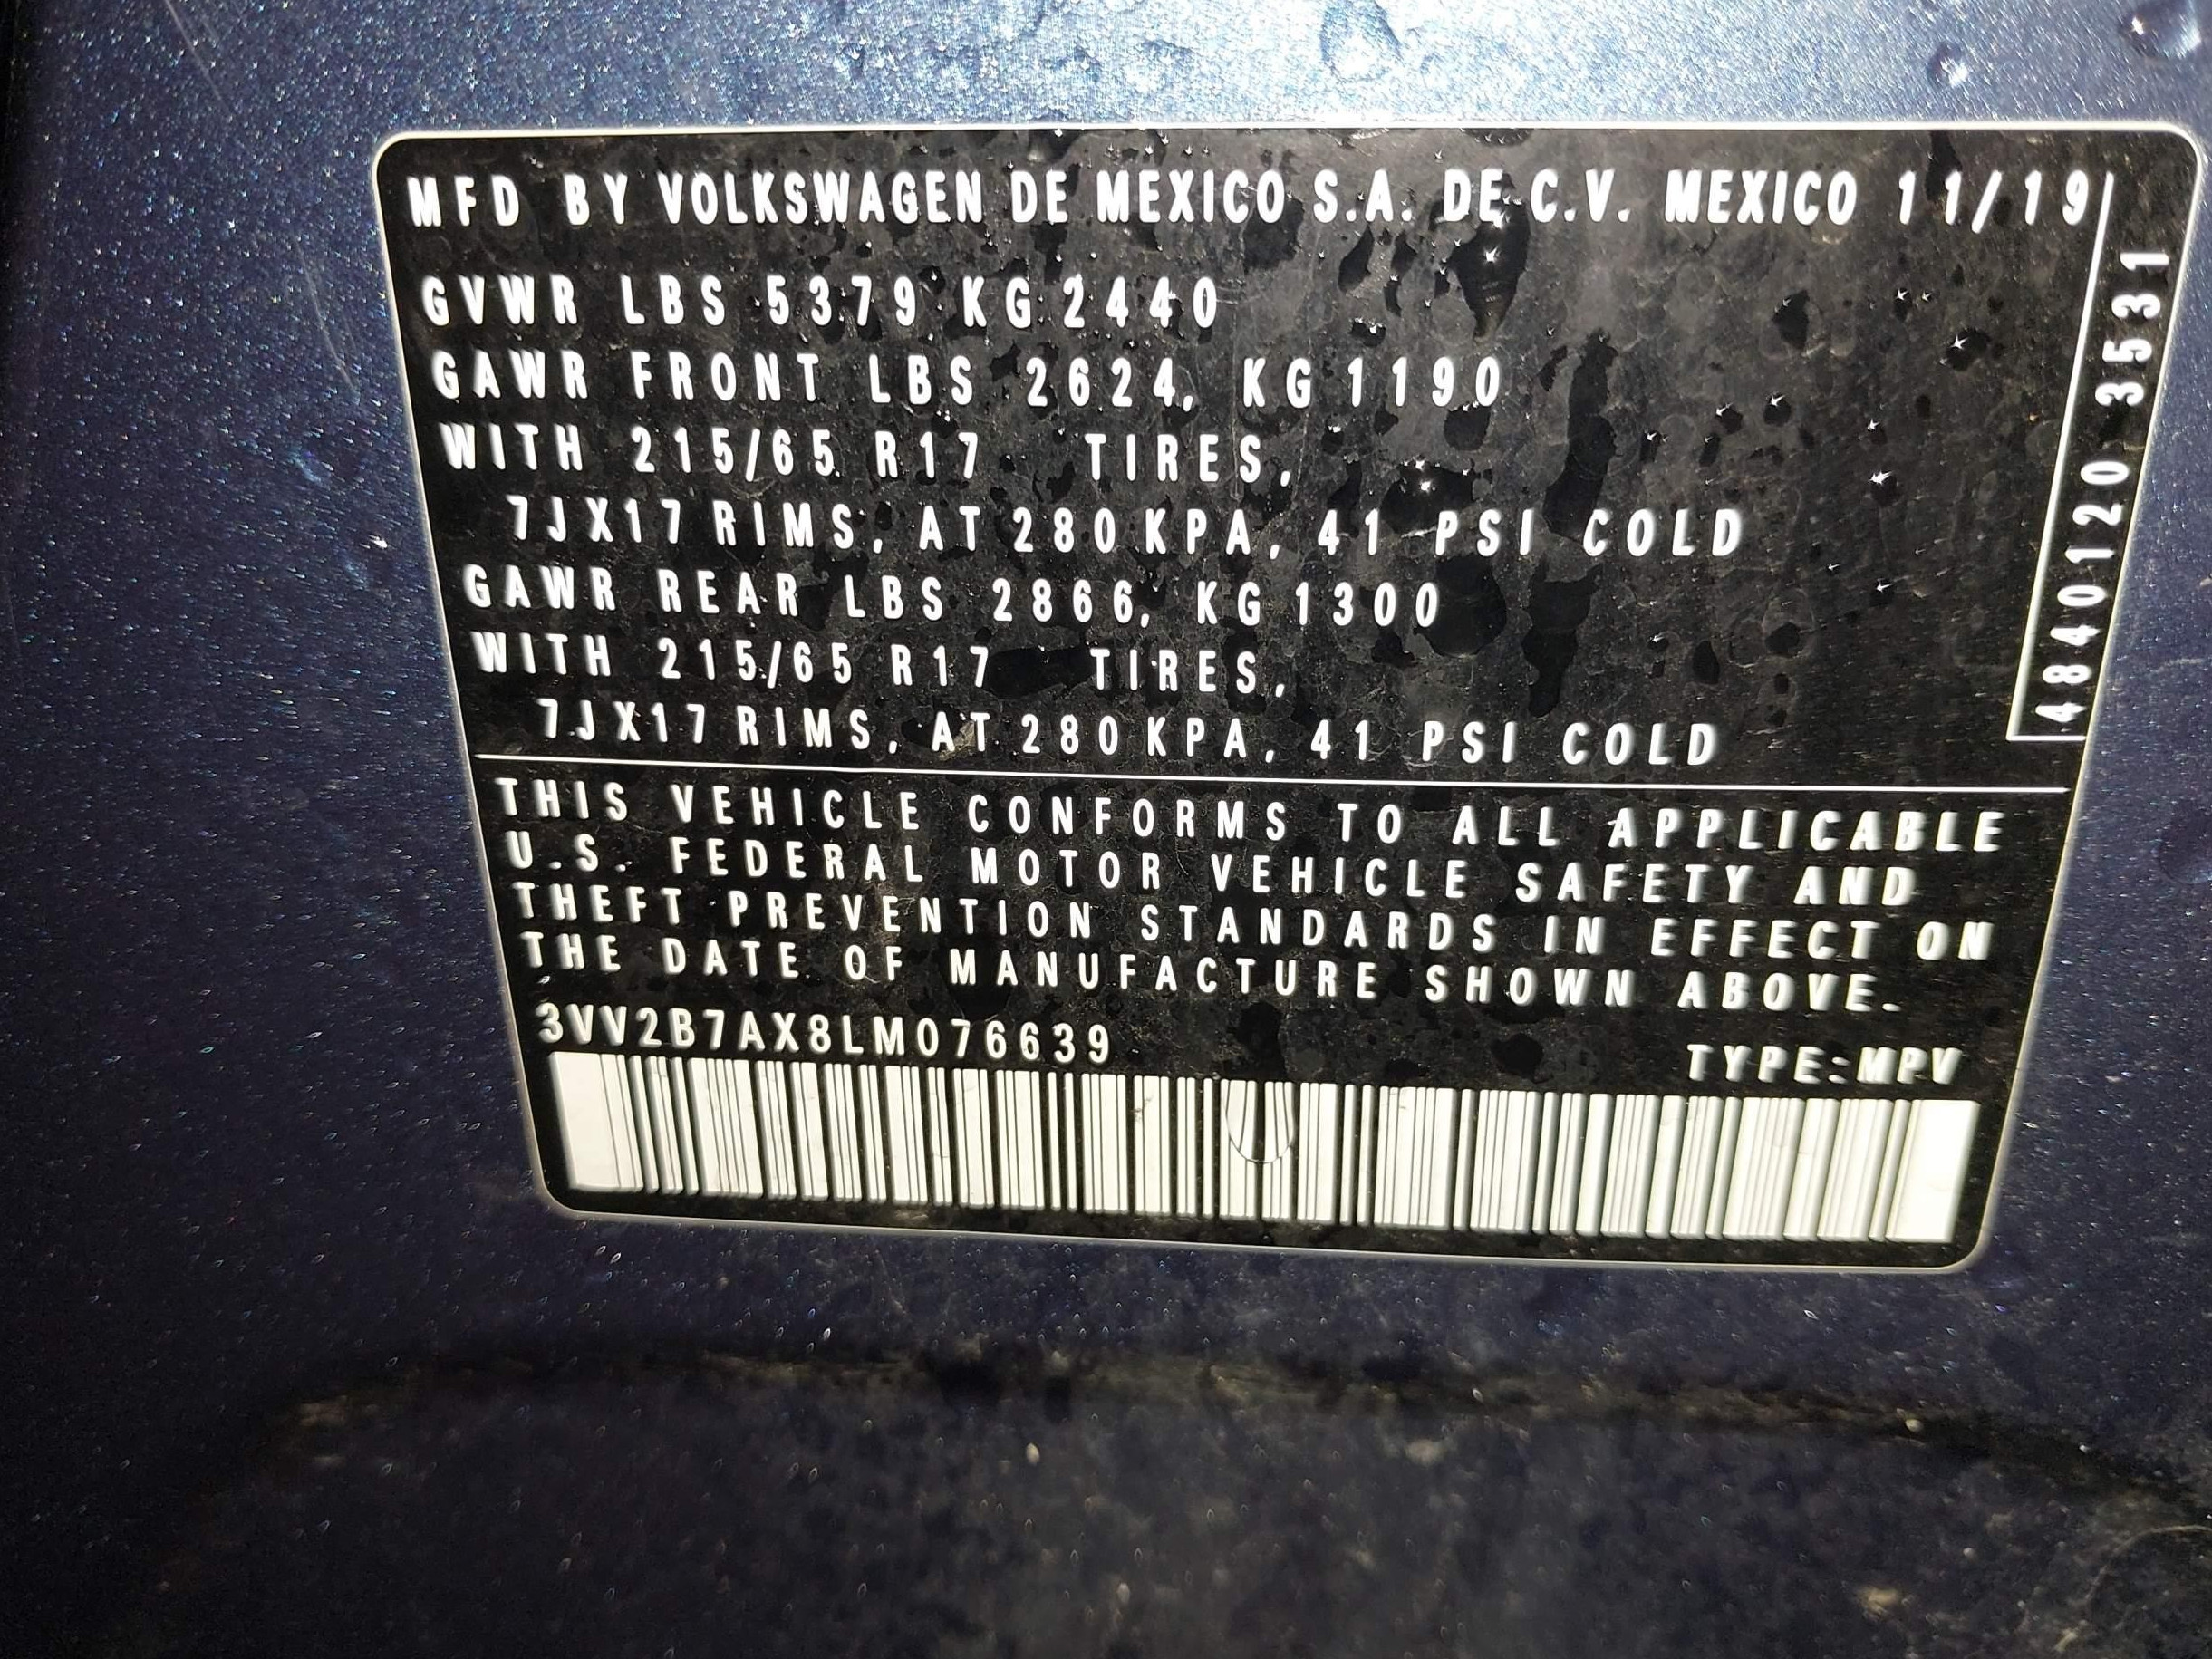 MFD BY VOLKSWAGEN DE MEXICO S.A. DE C.V. MEXICO 11/19
GVWR LBS 5379 KG 2440
GAWR FRONT LBS 2624, KG 1190
WITH 215/65 R17 TIRES,
7JX17 RIMS, AT 280 KPA, 41 PSI COLD
GAWR REAR LBS 2866, KG 1300
WITH 215/65 R17 TIRES,
7JX17 RIMS, AT 280 KPA, 41 PSI COLD
4840120 3531
THIS VEHICLE CONFORMS TO ALL APPLICABLE
U.S. FEDERAL MOTOR VEHICLE SAFETY AND
THEFT PREVENTION STANDARDS IN EFFECT ON
THE DATE OF MANUFACTURE SHOWN ABOVE.
3VV2B7AX8LM076639
TYPE:MPV